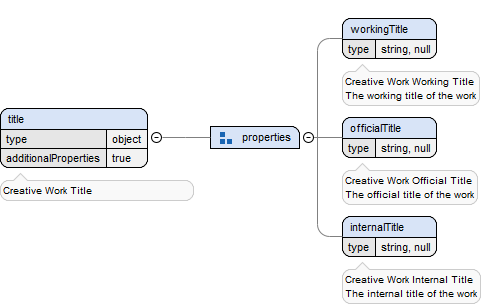 title
type object
additionalProperties true
Creative Work Title
properties
workingTitle
type string, null
Creative Work Working Title
The working title of the work
officialTitle
type string, null
Creative Work Official Title
The official title of the work
internalTitle
type string, null
Creative Work Internal Title
The internal title of the work